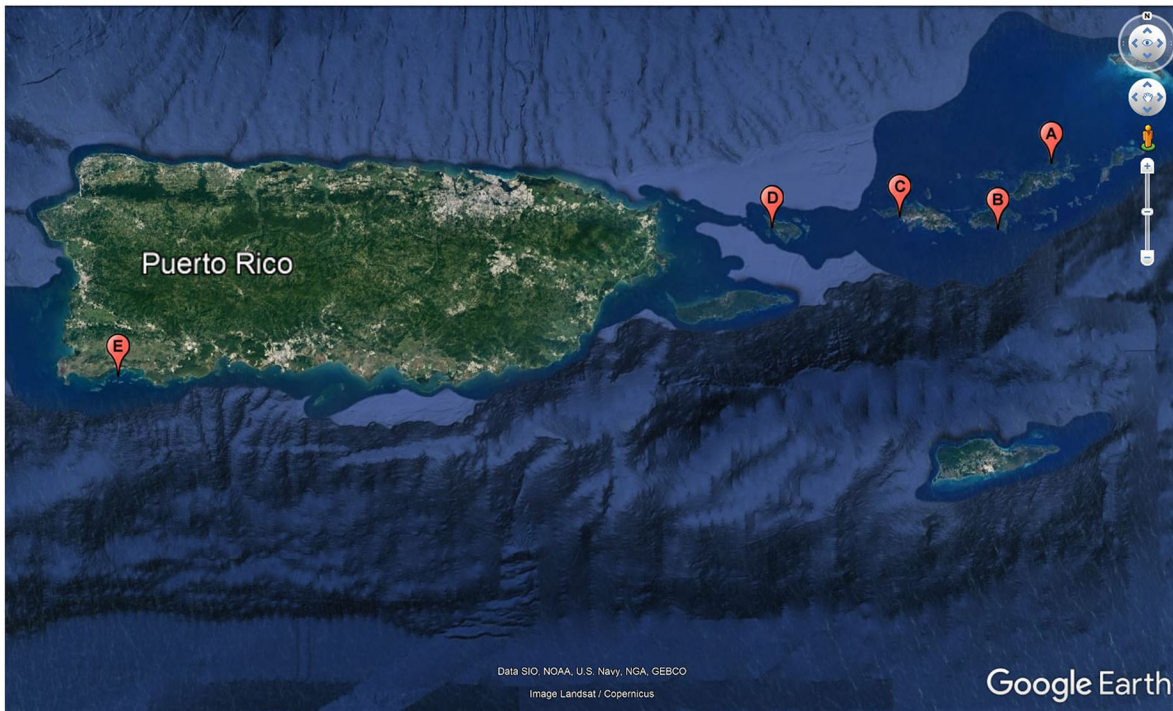 N
A
D
C
B
Puerto Rico
E
Data SIO, NOAA, U.S. Navy, NGA, GEBCO
Image Landsat / Copernicus
Google Earth